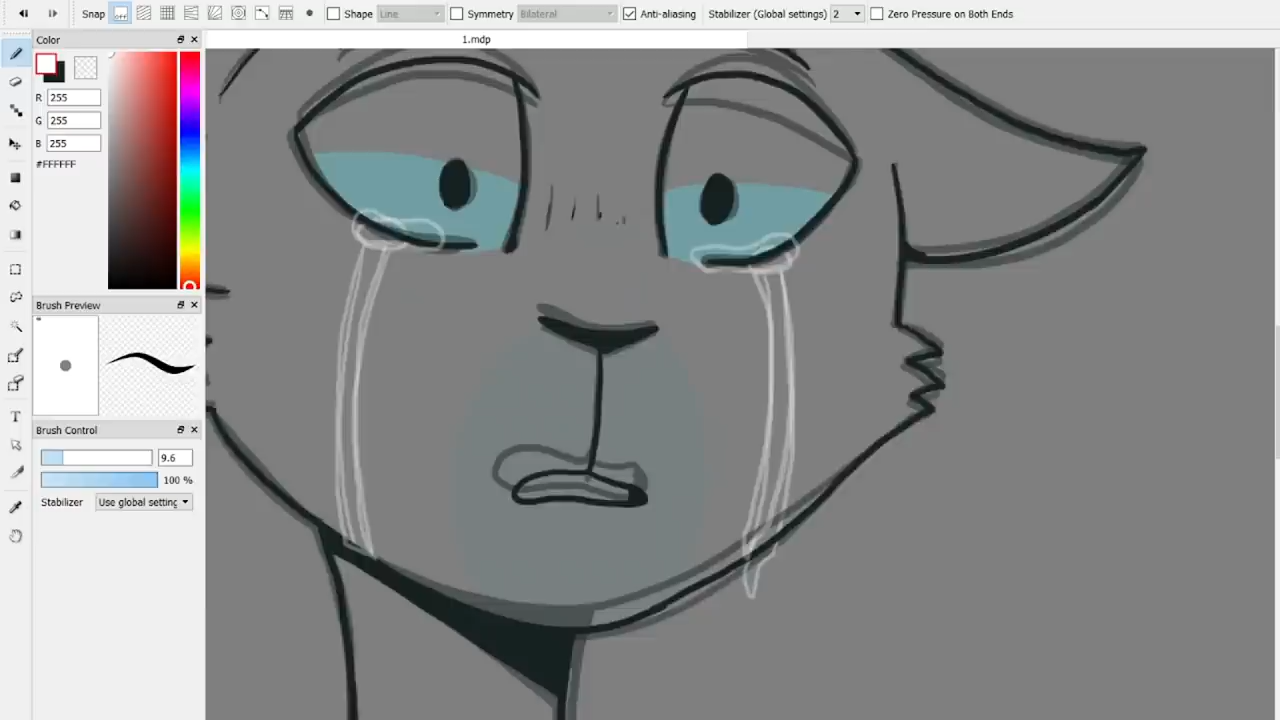 Snap Shape Line Symmetry Bilateral Anti-aliasing Stabilizer (Global settings) 2 Zero Pressure on Both Ends
Color
1.mdp
R 255
G 255
B 255
#FFFFFF
Brush Preview
Brush Control
9.6
100 %
Stabilizer Use global setting
T